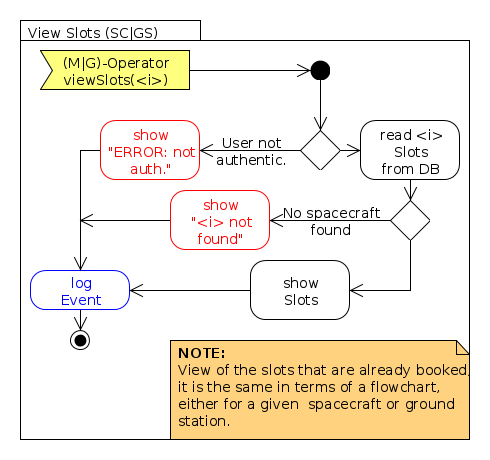 View Slots (SC|GS)
(M|G)-Operator
viewSlots(<i>)
show
"ERROR: not
auth."
User not
authentic.
read <i>
Slots
from DB
show
"<i> not
found"
No spacecraft
found
log
Event
show
Slots
NOTE:
View of the slots that are already booked,
it is the same in terms of a flowchart,
either for a given  spacecraft or ground
station.